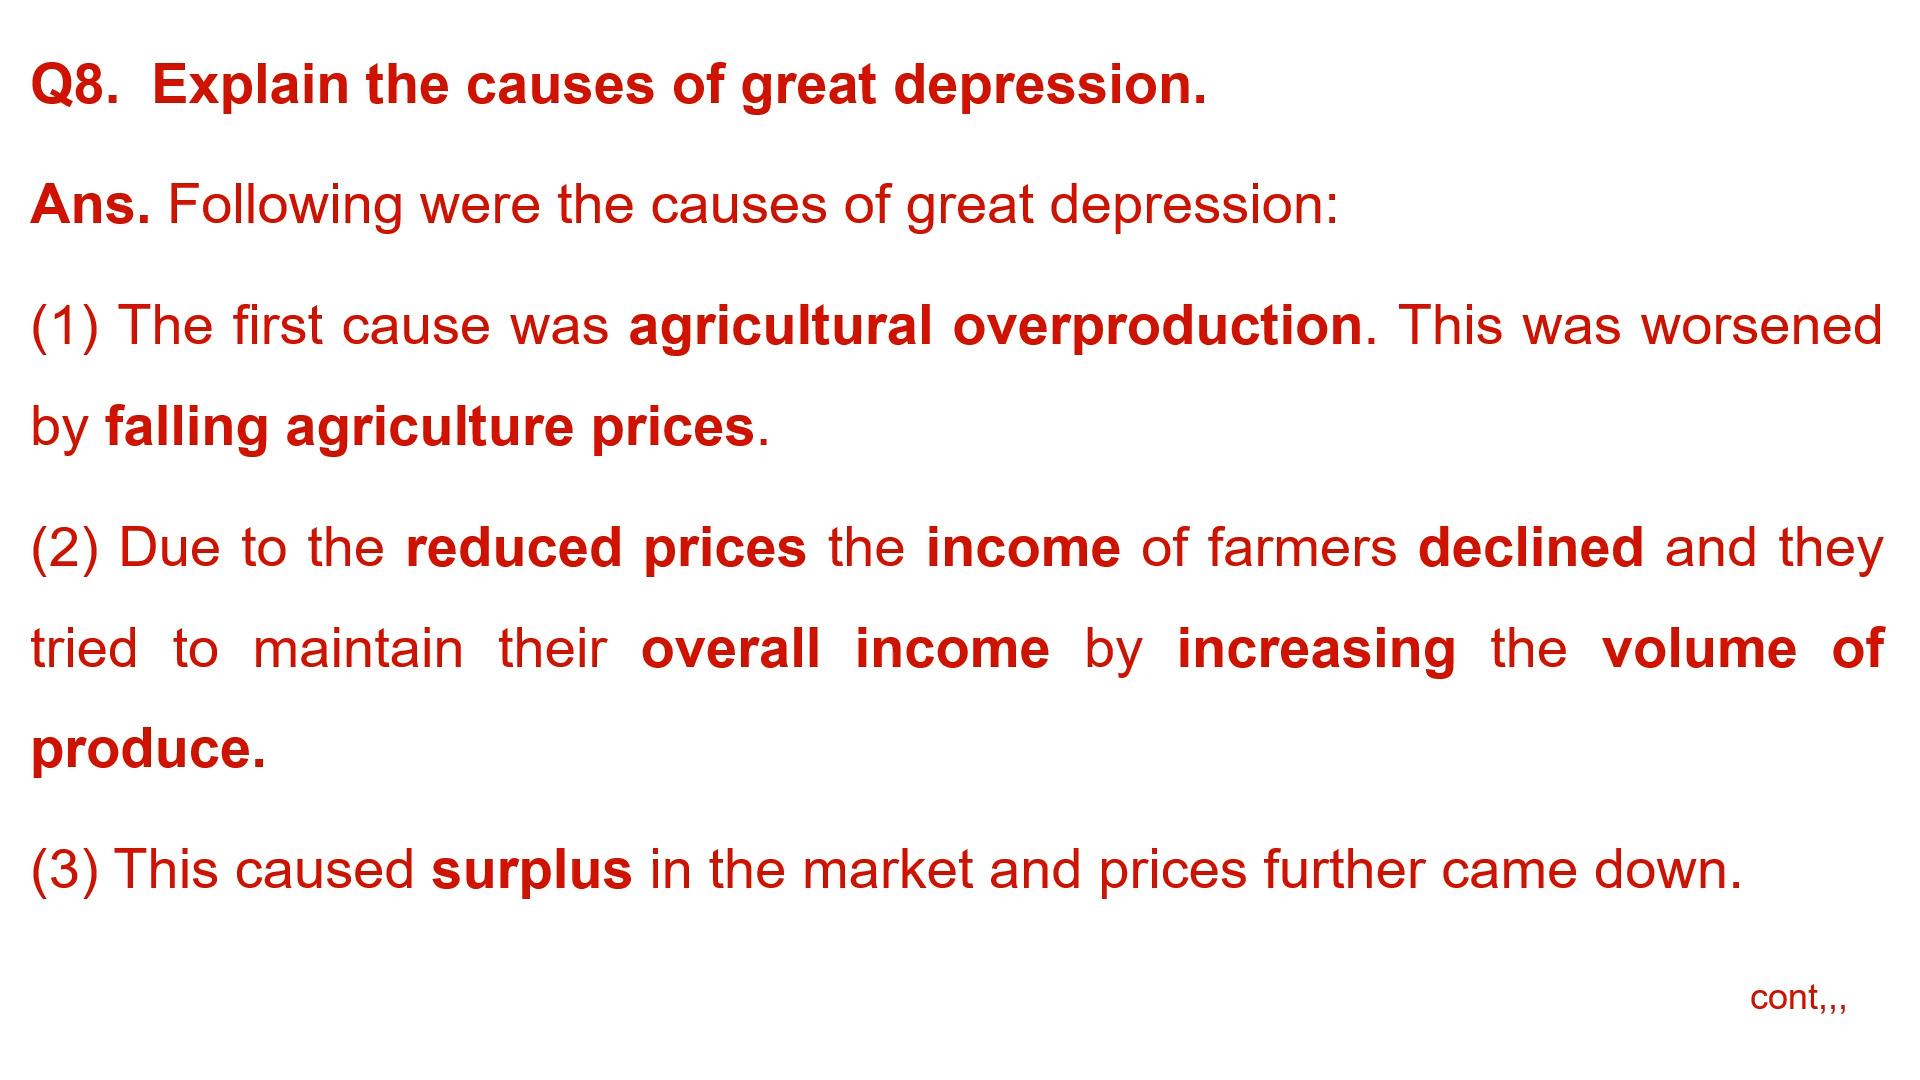 Q8. Explain the causes of great depression.
Ans. Following were the causes of great depression:
(1) The first cause was agricultural overproduction. This was worsened
by falling agriculture prices.
(2) Due to the reduced prices the income of farmers declined and they
tried to maintain their overall income by increasing the volume of
produce.
(3) This caused surplus in the market and prices further came down.
cont,,,